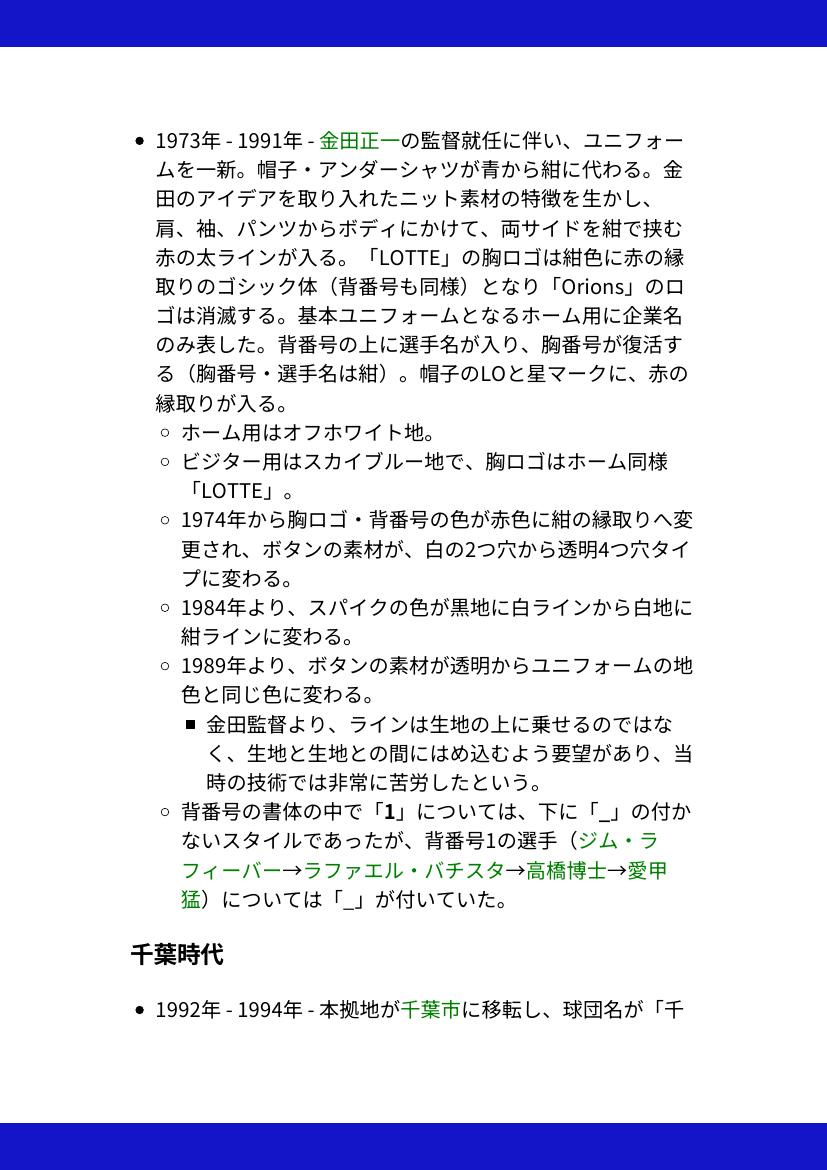 • 1973年 - 1991年 - 金田正一の監督就任に伴い、ユニフォー
ムを一新。帽子・アンダーシャツが青から紺に代わる。金
田のアイデアを取り入れたニット素材の特徴を生かし、
肩、袖、パンツからボディにかけて、両サイドを紺で挟む
赤の太ラインが入る。「LOTTE」の胸ロゴは紺色に赤の縁
取りのゴシック体（背番号も同様）となり「Orions」のロ
ゴは消滅する。基本ユニフォームとなるホーム用に企業名
のみ表した。背番号の上に選手名が入り、胸番号が復活す
る（胸番号・選手名は紺）。帽子のLOと星マークに、赤の
縁取りが入る。
○ ホーム用はオフホワイト地。
○ ビジター用はスカイブルー地で、胸ロゴはホーム同様
「LOTTE」。
○ 1974年から胸ロゴ・背番号の色が赤色に紺の縁取りへ変
更され、ボタンの素材が、白の2つ穴から透明4つ穴タイ
プに変わる。
○ 1984年より、スパイクの色が黒地に白ラインから白地に
紺ラインに変わる。
○ 1989年より、ボタンの素材が透明からユニフォームの地
色と同じ色に変わる。
■ 金田監督より、ラインは生地の上に乗せるのではな
く、生地と生地との間にはめ込むよう要望があり、当
時の技術では非常に苦労したという。
○ 背番号の書体の中で「1」については、下に「_」の付か
ないスタイルであったが、背番号1の選手（ジム・ラ
フィーバー→ラファエル・バチスタ→高橋博士→愛甲
猛）については「_」が付いていた。
千葉時代
• 1992年 - 1994年 - 本拠地が千葉市に移転し、球団名が「千